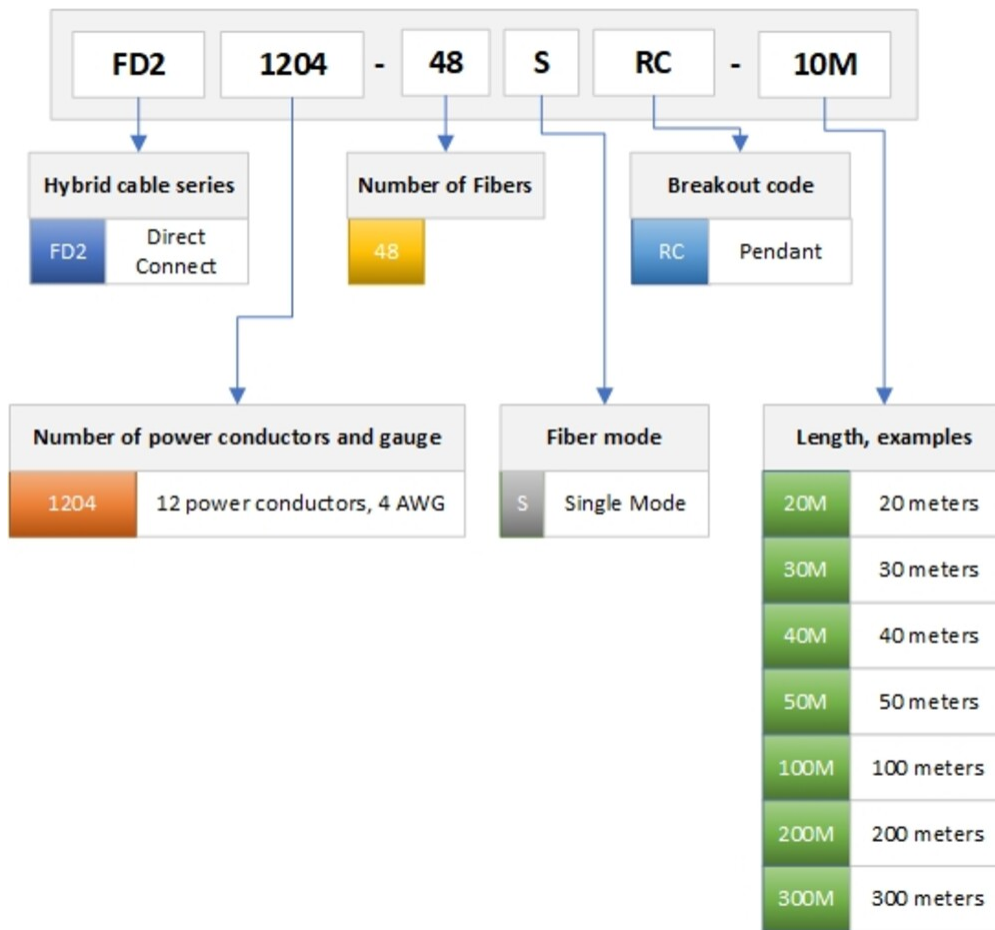 FD2 1204 - 48 S RC - 10M
Hybrid cable series
FD2 Direct
Connect
Number of Fibers
48
Breakout code
RC Pendant
Number of power conductors and gauge
1204 12 power conductors, 4 AWG
Fiber mode
S Single Mode
Length, examples
20M 20 meters
30M 30 meters
40M 40 meters
50M 50 meters
100M 100 meters
200M 200 meters
300M 300 meters